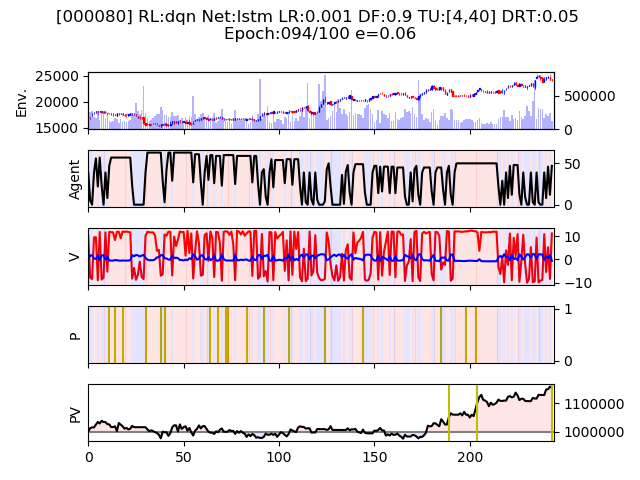 [000080] RL:dqn Net:lstm LR:0.001 DF:0.9 TU:[4,40] DRT:0.05
Epoch:094/100 e=0.06
Env.
25000
20000
15000
500000
0
Agent
50
0
V
10
0
−10
P
1
0
PV
1100000
1000000
0 50 100 150 200